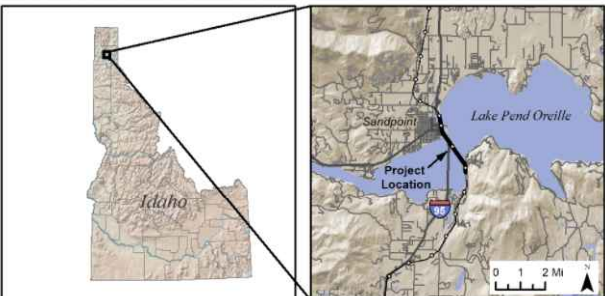 Idaho
Sandpoint
Lake Pend Oreille
Project
Location
95
0 1 2 Mi
N